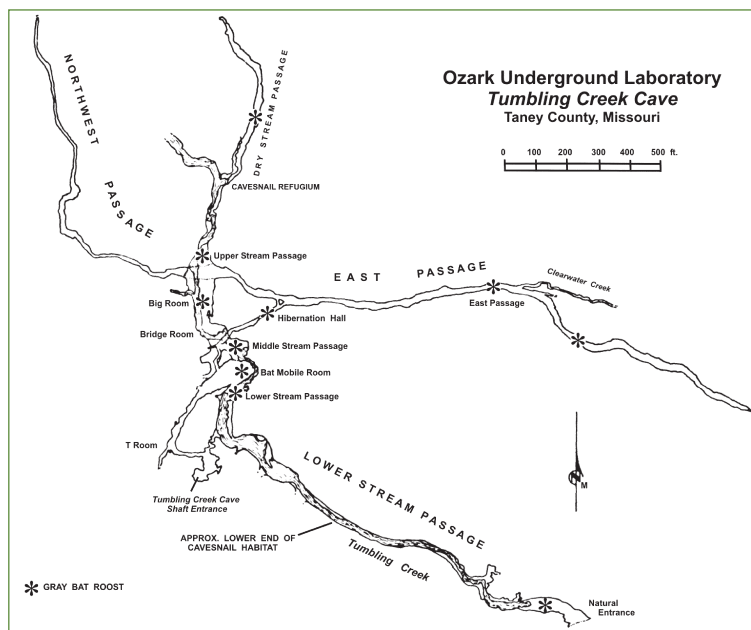 Ozark Underground Laboratory
Tumbling Creek Cave
Taney County, Missouri
0 100 200 300 400 500 ft.
NORTHWEST PASSAGE
DRY STREAM PASSAGE
CAVESNAIL REFUGIUM
Upper Stream Passage
EAST PASSAGE
Clearwater Creek
East Passage
Big Room
Hibernation Hall
Bridge Room
Middle Stream Passage
Bat Mobile Room
Lower Stream Passage
T Room
Tumbling Creek Cave
Shaft Entrance
LOWER STREAM PASSAGE
M
APPROX. LOWER END OF
CAVESNAIL HABITAT
Tumbling Creek
GRAY BAT ROOST
Natural
Entrance